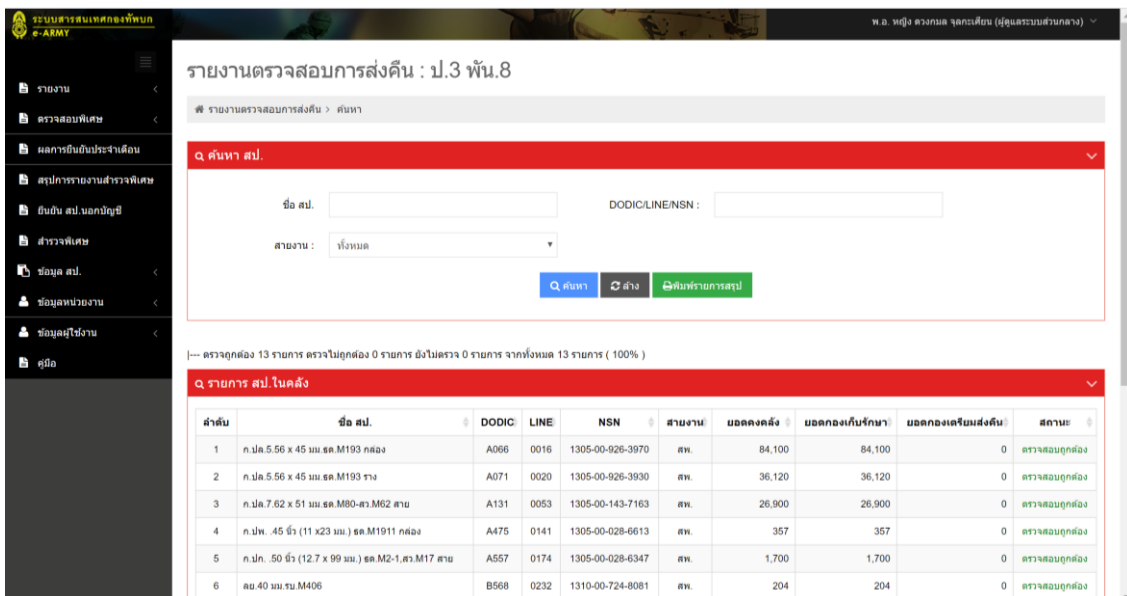 ระบบสารสนเทศกองทัพบก
e-ARMY
พ.อ. หญิง ดวงกมล จุลกะเศียน (ผู้ดูแลระบบส่วนกลาง)
รายงาน
ตรวจสอบพิเศษ
ผลการยืนยันประจำเดือน
สรุปการรายงานสำรวจพิเศษ
ยืนยัน สป.นอกบัญชี
สำรวจพิเศษ
ข้อมูล สป.
ข้อมูลหน่วยงาน
ข้อมูลผู้ใช้งาน
คู่มือ
รายงานตรวจสอบการส่งคืน : ป.3 พัน.8
รายงานตรวจสอบการส่งคืน > ค้นหา
ค้นหา สป.
ชื่อ สป. DODIC/LINE/NSN :
สายงาน : ทั้งหมด
ค้นหา ล้าง พิมพ์รายการสรุป
|--- ตรวจถูกต้อง 13 รายการ ตรวจไม่ถูกต้อง 0 รายการ ยังไม่ตรวจ 0 รายการ จากทั้งหมด 13 รายการ ( 100% )
รายการ สป.ในคลัง
ลำดับ ชื่อ สป. DODIC LINE NSN สายงาน ยอดคงคลัง ยอดกองเก็บรักษา ยอดกองเตรียมส่งคืน สถานะ
1 ก.ปล.5.56 x 45 มม.ธด.M193 กล่อง A066 0016 1305-00-926-3970 สพ. 84,100 84,100 0 ตรวจสอบถูกต้อง
2 ก.ปล.5.56 x 45 มม.ธด.M193 ราง A071 0020 1305-00-926-3930 สพ. 36,120 36,120 0 ตรวจสอบถูกต้อง
3 ก.ปล.7.62 x 51 มม.ธด.M80-สว.M62 สาย A131 0053 1305-00-143-7163 สพ. 26,900 26,900 0 ตรวจสอบถูกต้อง
4 ก.ปพ. .45 นิ้ว (11 x23 มม.) ธด.M1911 กล่อง A475 0141 1305-00-028-6613 สพ. 357 357 0 ตรวจสอบถูกต้อง
5 ก.ปก. .50 นิ้ว (12.7 x 99 มม.) ธด.M2-1,สว.M17 สาย A557 0174 1305-00-028-6347 สพ. 1,700 1,700 0 ตรวจสอบถูกต้อง
6 ลย.40 มม.รบ.M406 B568 0232 1310-00-724-8081 สพ. 204 204 0 ตรวจสอบถูกต้อง